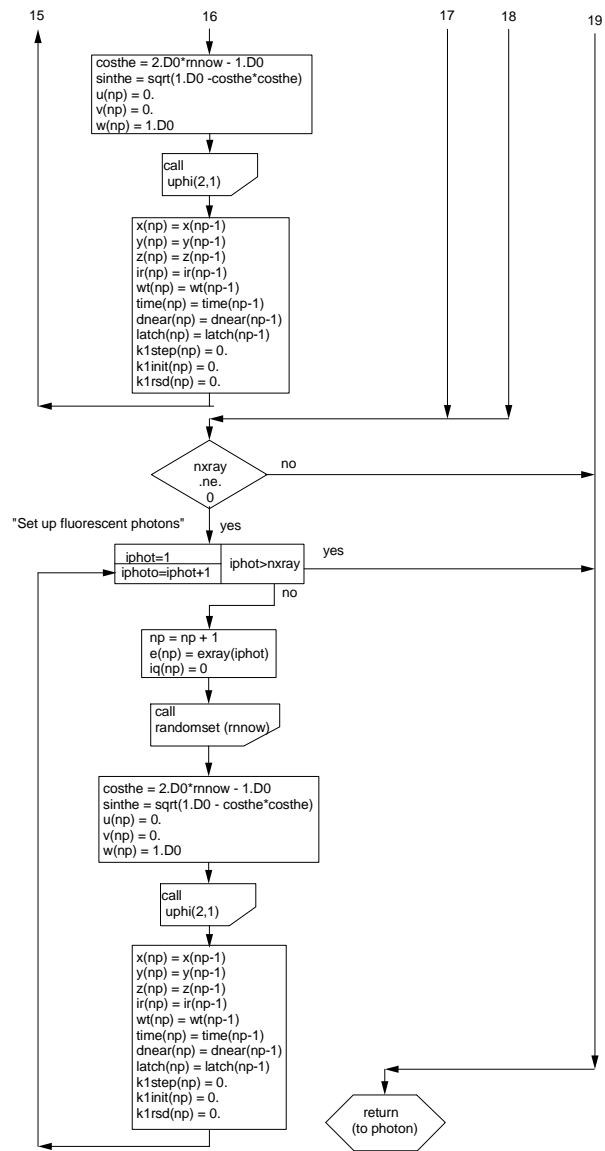 15 16 17 18 19
costhe = 2.D0*rnnow - 1.D0
sinthe = sqrt(1.D0 -costhe*costhe)
u(np) = 0.
v(np) = 0.
w(np) = 1.D0
call
uphi(2,1)
x(np) = x(np-1)
y(np) = y(np-1)
z(np) = z(np-1)
ir(np) = ir(np-1)
wt(np) = wt(np-1)
time(np) = time(np-1)
dnear(np) = dnear(np-1)
latch(np) = latch(np-1)
k1step(np) = 0.
k1init(np) = 0.
k1rsd(np) = 0.
nxray
.ne.
0
no
"Set up fluorescent photons"
yes
iphot=1
iphoto=iphot+1
iphot>nxray
yes
no
np = np + 1
e(np) = exray(iphot)
iq(np) = 0
call
randomset (rnnow)
costhe = 2.D0*rnnow - 1.D0
sinthe = sqrt(1.D0 - costhe*costhe)
u(np) = 0.
v(np) = 0.
w(np) = 1.D0
call
uphi(2,1)
x(np) = x(np-1)
y(np) = y(np-1)
z(np) = z(np-1)
ir(np) = ir(np-1)
wt(np) = wt(np-1)
time(np) = time(np-1)
dnear(np) = dnear(np-1)
latch(np) = latch(np-1)
k1step(np) = 0.
k1init(np) = 0.
k1rsd(np) = 0.
return
(to photon)